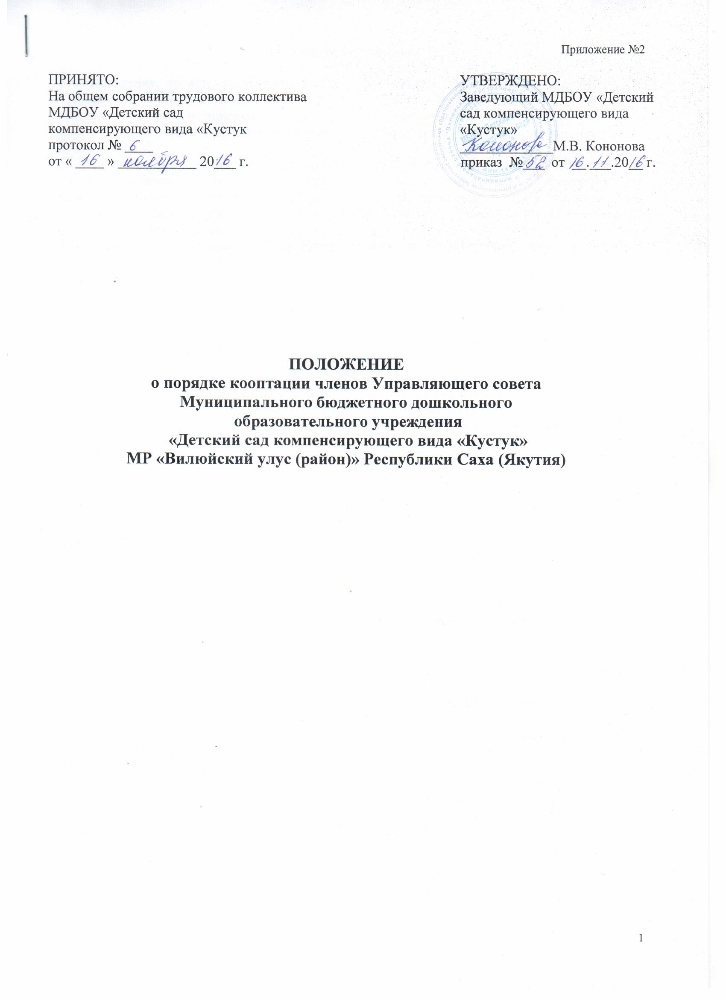 Приложение №2
ПРИНЯТО:
На общем собрании трудового коллектива
МДБОУ «Детский сад
компенсирующего вида «Кустук
протокол № 6
от « 16 » ноября 2016 г.
УТВЕРЖДЕНО:
Заведующий МДБОУ «Детский
сад компенсирующего вида
«Кустук»
Кононова М.В. Кононова
приказ №52 от 16.11.2016 г.
ПОЛОЖЕНИЕ
о порядке кооптации членов Управляющего совета
Муниципального бюджетного дошкольного
образовательного учреждения
«Детский сад компенсирующего вида «Кустук»
МР «Вилюйский улус (район)» Республики Саха (Якутия)
1